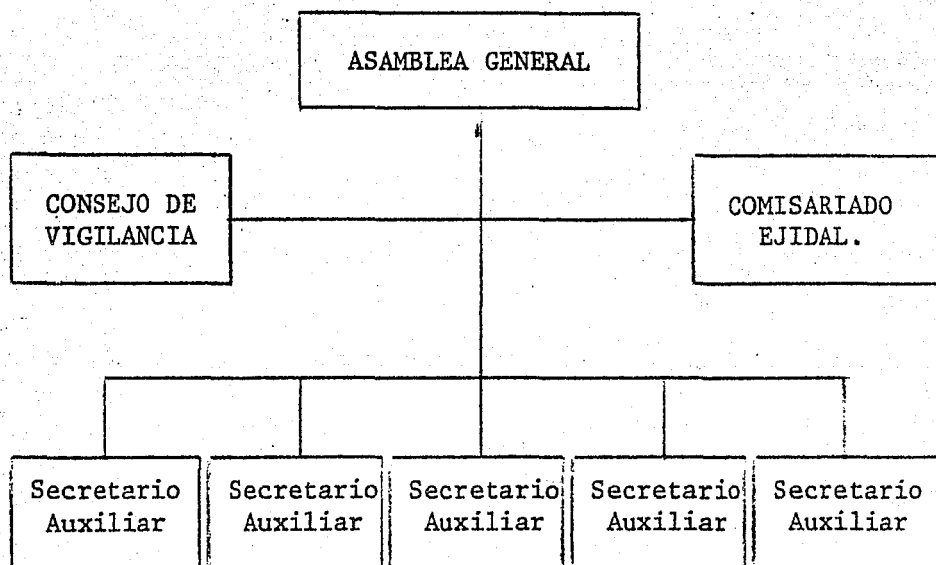 ASAMBLEA GENERAL
CONSEJO DE
VIGILANCIA
COMISARIADO
EJIDAL.
Secretario
Auxiliar
Secretario
Auxiliar
Secretario
Auxiliar
Secretario
Auxiliar
Secretario
Auxiliar